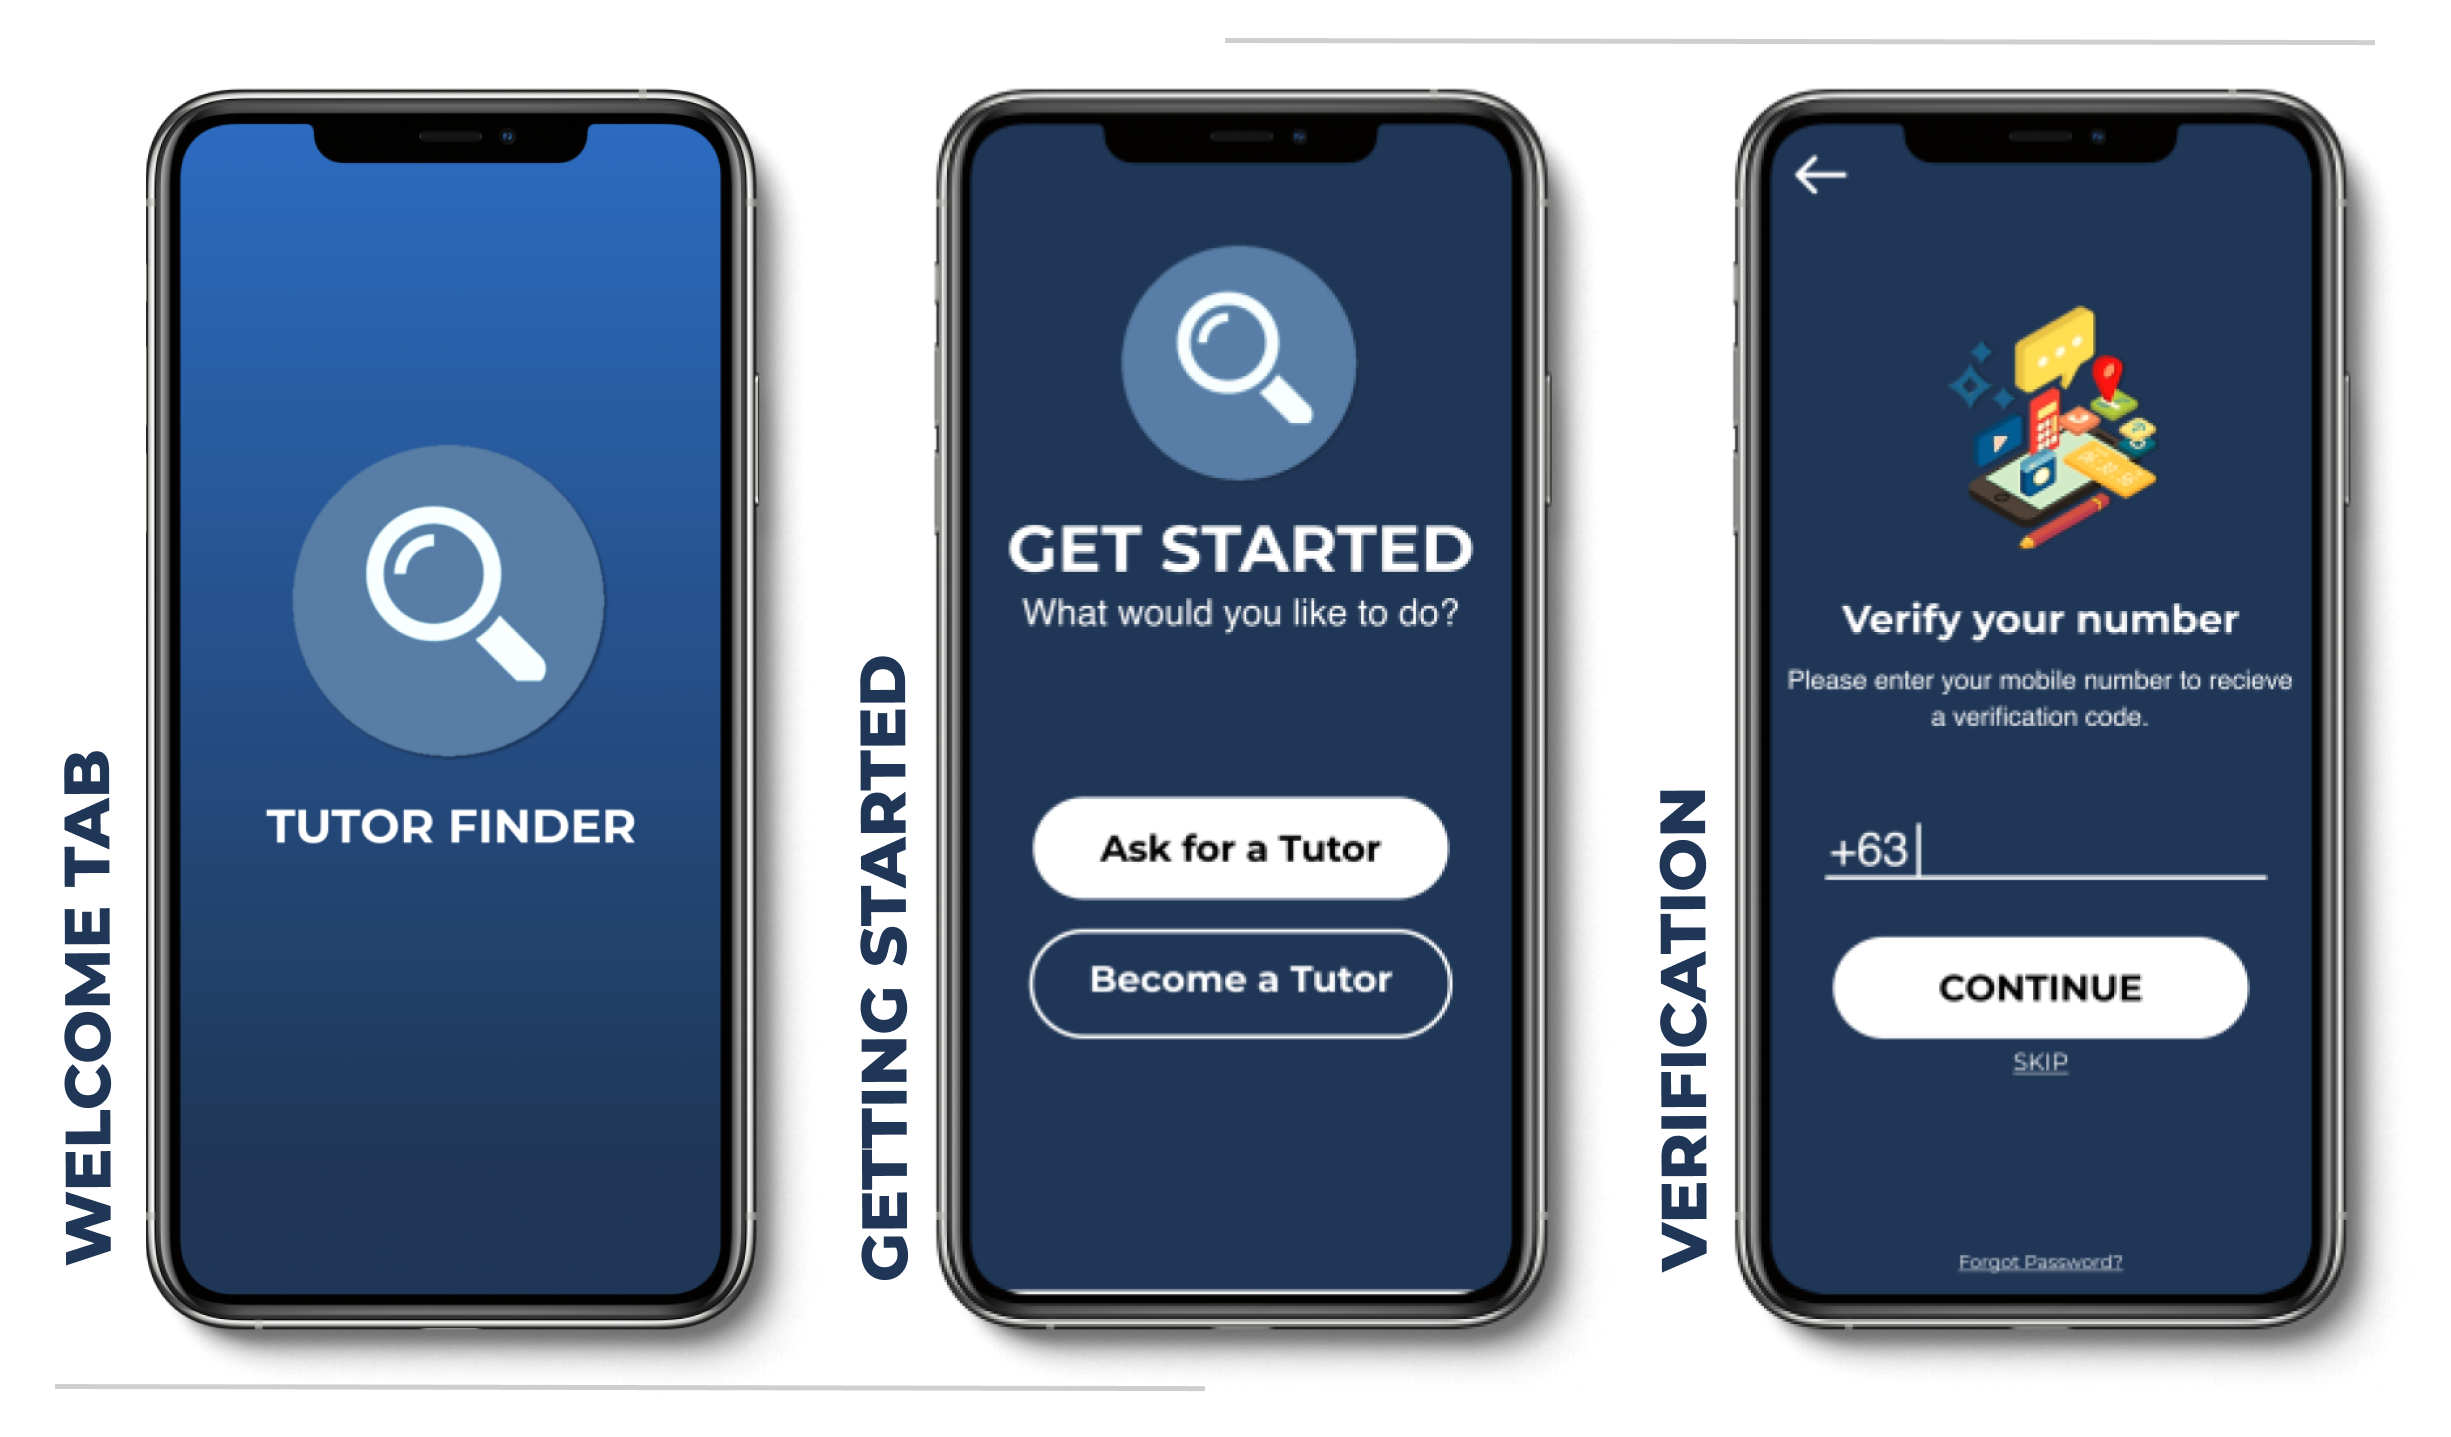 WELCOME TAB
TUTOR FINDER
GETTING STARTED
GET STARTED
What would you like to do?
Ask for a Tutor
Become a Tutor
VERIFICATION
Verify your number
Please enter your mobile number to recieve
a verification code.
+63
CONTINUE
SKIP
Forgot Password?